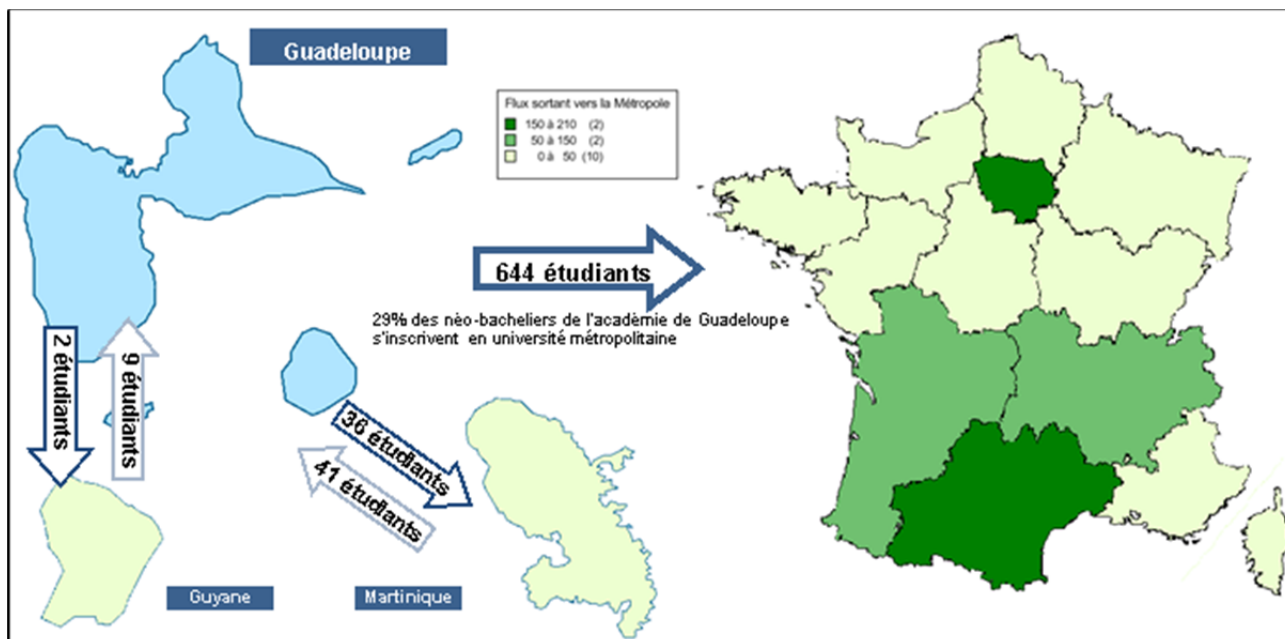 Guadeloupe
Flux sortant vers la Métropole
150 à 210 (2)
50 à 150 (2)
0 à 50 (10)
644 étudiants
29% des néo-bacheliers de l'académie de Guadeloupe
s'inscrivent en université métropolitaine
2 étudiants
9 étudiants
36 étudiants
41 étudiants
Guyane
Martinique